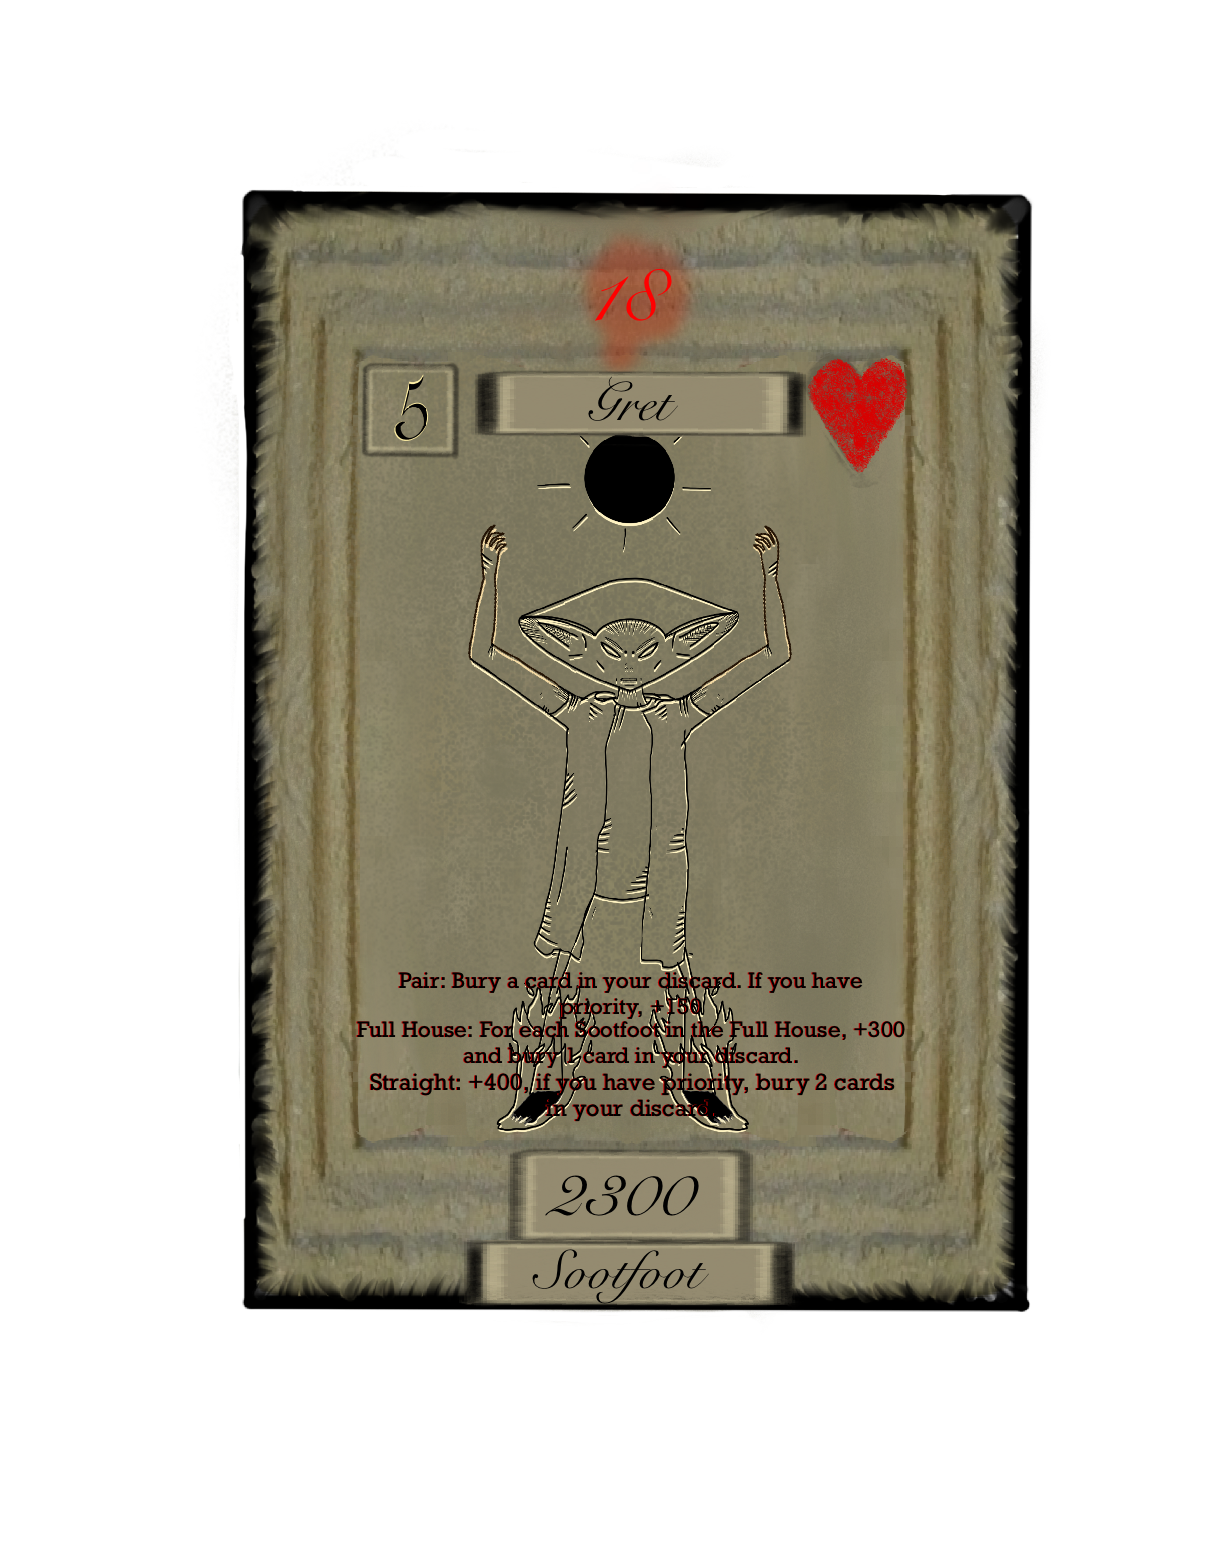 18
5
Gret
Pair: Bury a card in your discard. If you have
priority, +150
Full House: For each Sootfoot in the Full House, +300
and bury 1 card in your discard.
Straight: +400, if you have priority, bury 2 cards
in your discard.
2300
Sootfoot